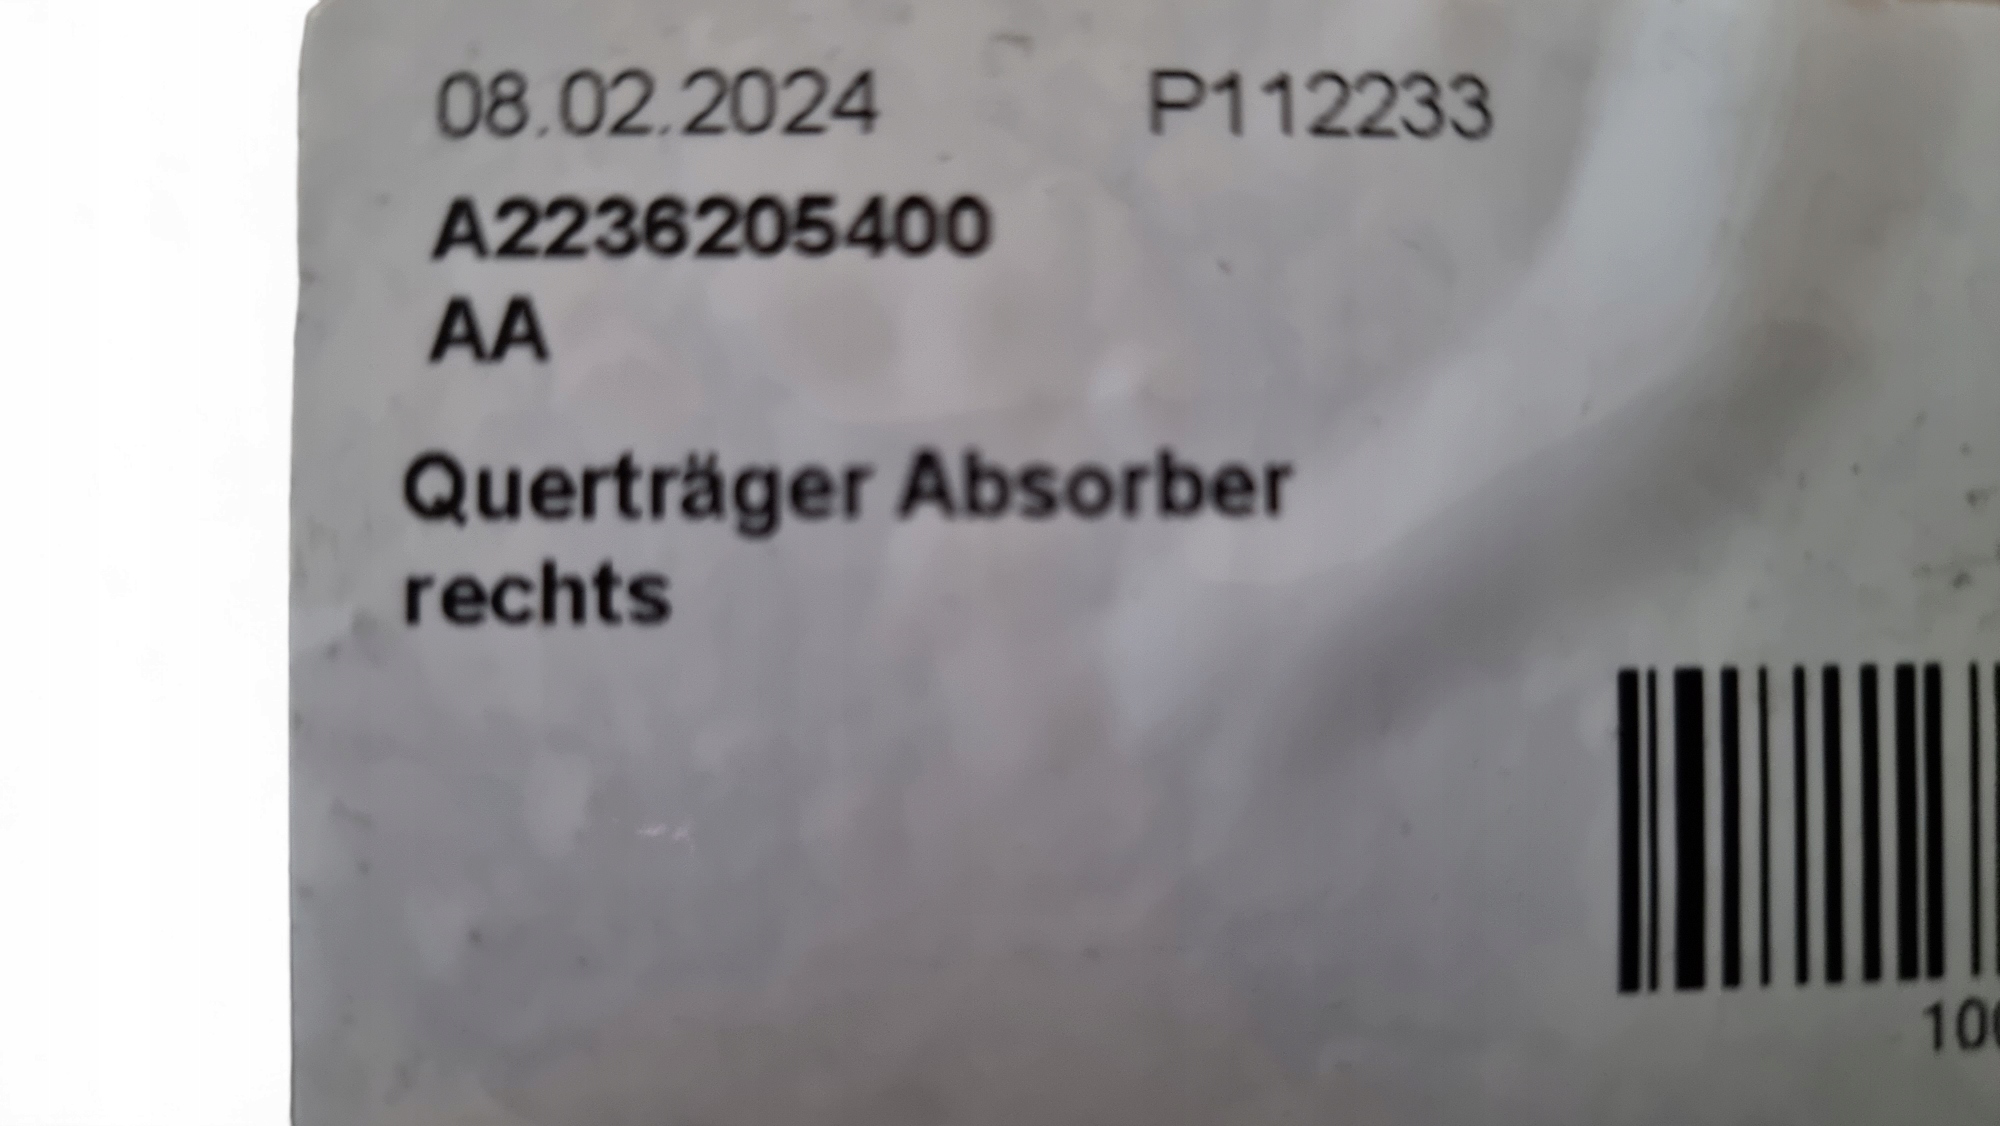 08.02.2024 P112233
A2236205400
AA
Querträger Absorber
rechts